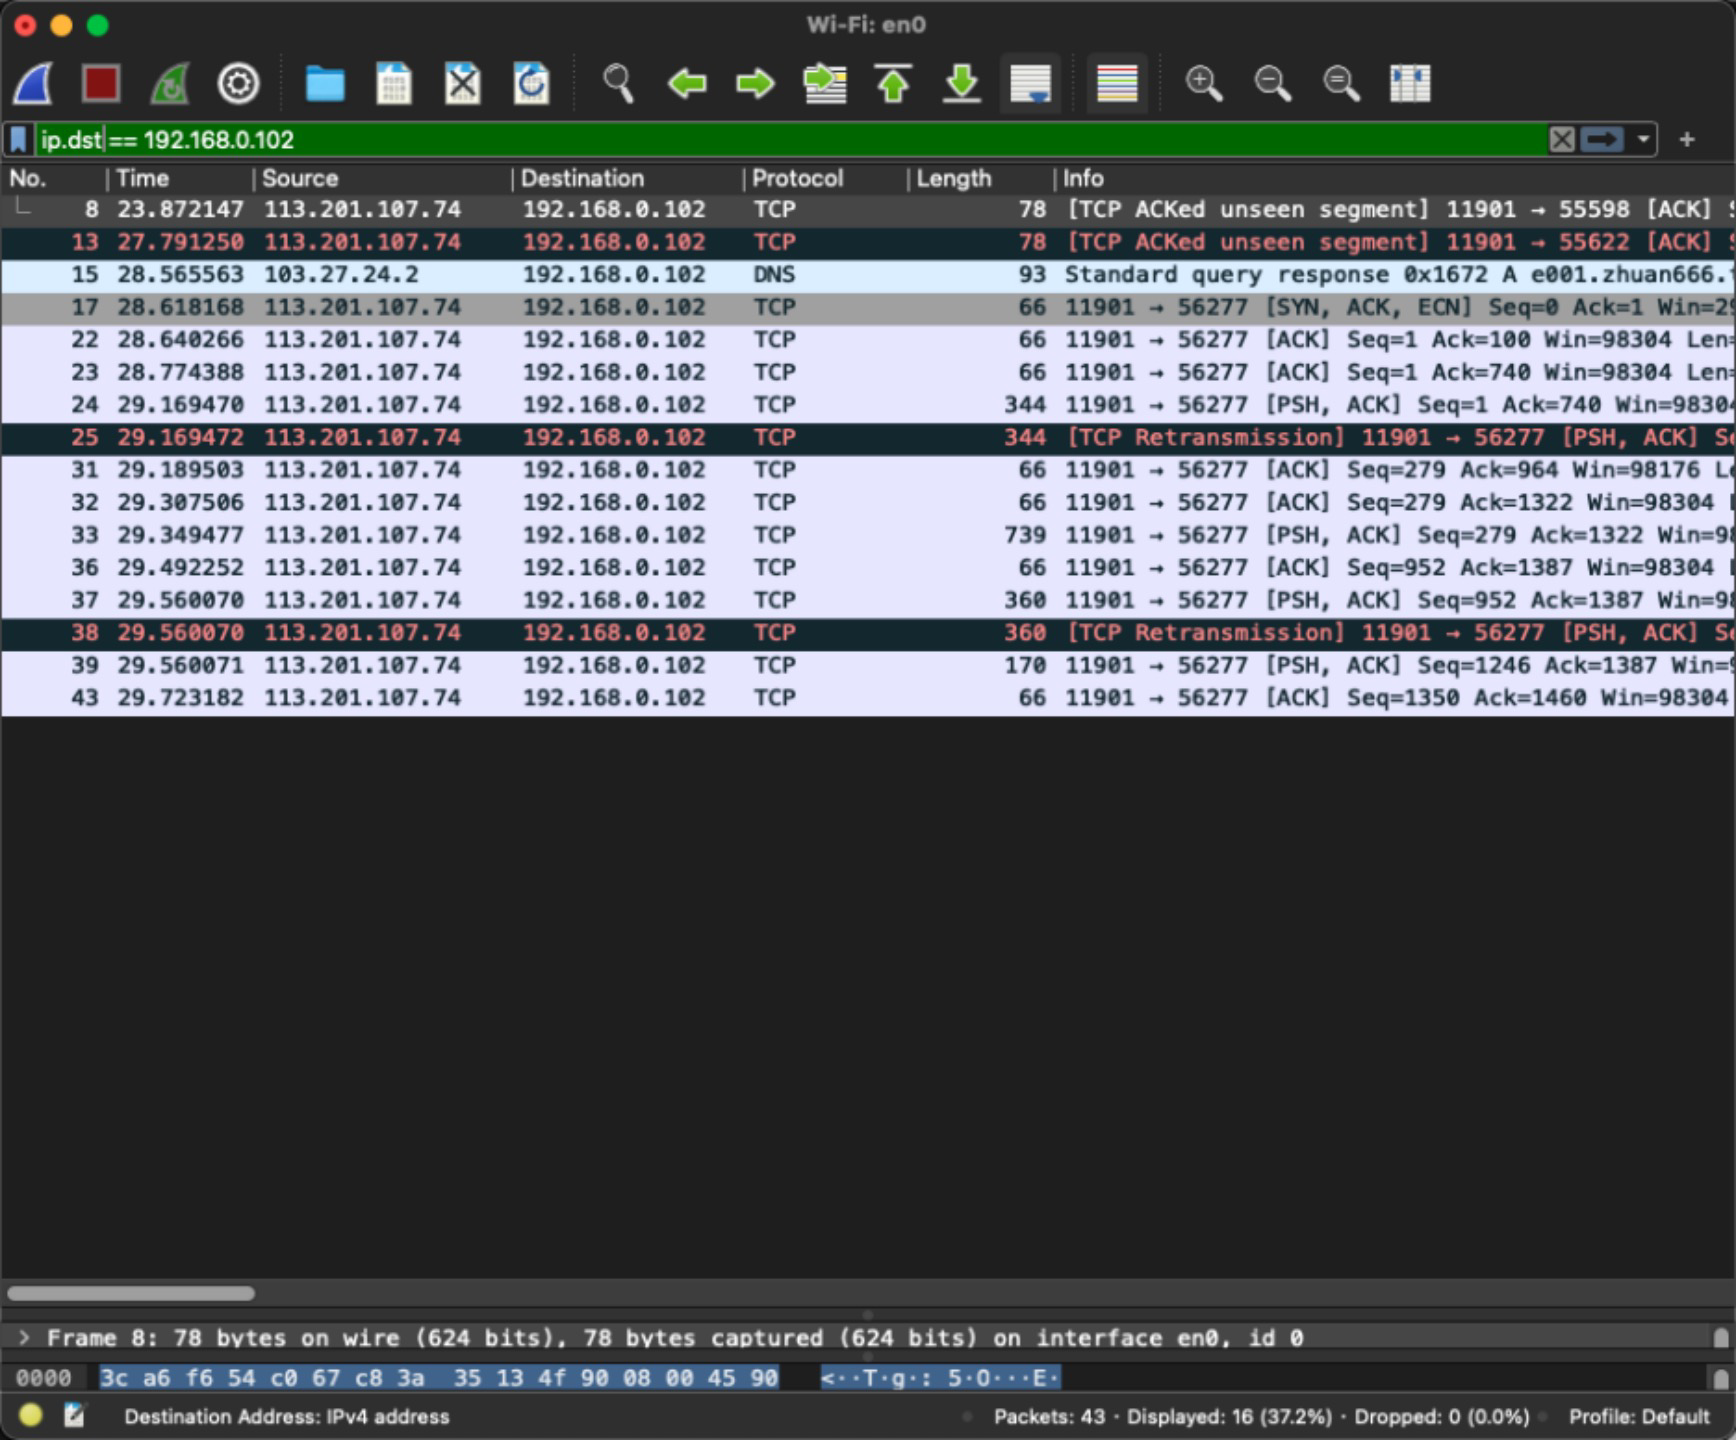 Wi-Fi: en0
ip.dst == 192.168.0.102
No. Time Source Destination Protocol Length Info
8 23.872147 113.201.107.74 192.168.0.102 TCP 78 [TCP ACKed unseen segment] 11901 → 55598 [ACK]
13 27.791250 113.201.107.74 192.168.0.102 TCP 78 [TCP ACKed unseen segment] 11901 → 55622 [ACK]
15 28.565563 103.27.24.2 192.168.0.102 DNS 93 Standard query response 0x1672 A e001.zhuan666.
17 28.618168 113.201.107.74 192.168.0.102 TCP 66 11901 → 56277 [SYN, ACK, ECN] Seq=0 Ack=1 Win=29
22 28.640266 113.201.107.74 192.168.0.102 TCP 66 11901 → 56277 [ACK] Seq=1 Ack=100 Win=98304 Len=
23 28.774388 113.201.107.74 192.168.0.102 TCP 66 11901 → 56277 [ACK] Seq=1 Ack=740 Win=98304 Len=
24 29.169470 113.201.107.74 192.168.0.102 TCP 344 11901 → 56277 [PSH, ACK] Seq=1 Ack=740 Win=98304
25 29.169472 113.201.107.74 192.168.0.102 TCP 344 [TCP Retransmission] 11901 → 56277 [PSH, ACK] Se
31 29.189503 113.201.107.74 192.168.0.102 TCP 66 11901 → 56277 [ACK] Seq=279 Ack=964 Win=98176 Le
32 29.307506 113.201.107.74 192.168.0.102 TCP 66 11901 → 56277 [ACK] Seq=279 Ack=1322 Win=98304
33 29.349477 113.201.107.74 192.168.0.102 TCP 739 11901 → 56277 [PSH, ACK] Seq=279 Ack=1322 Win=98
36 29.492252 113.201.107.74 192.168.0.102 TCP 66 11901 → 56277 [ACK] Seq=952 Ack=1387 Win=98304
37 29.560070 113.201.107.74 192.168.0.102 TCP 360 11901 → 56277 [PSH, ACK] Seq=952 Ack=1387 Win=98
38 29.560070 113.201.107.74 192.168.0.102 TCP 360 [TCP Retransmission] 11901 → 56277 [PSH, ACK] Se
39 29.560071 113.201.107.74 192.168.0.102 TCP 170 11901 → 56277 [PSH, ACK] Seq=1246 Ack=1387 Win=9
43 29.723182 113.201.107.74 192.168.0.102 TCP 66 11901 → 56277 [ACK] Seq=1350 Ack=1460 Win=98304
> Frame 8: 78 bytes on wire (624 bits), 78 bytes captured (624 bits) on interface en0, id 0
0000 3c a6 f6 54 c0 67 c8 3a 35 13 4f 90 08 00 45 90 <··T·g·: 5·O···E·
Destination Address: IPv4 address Packets: 43 · Displayed: 16 (37.2%) · Dropped: 0 (0.0%) Profile: Default